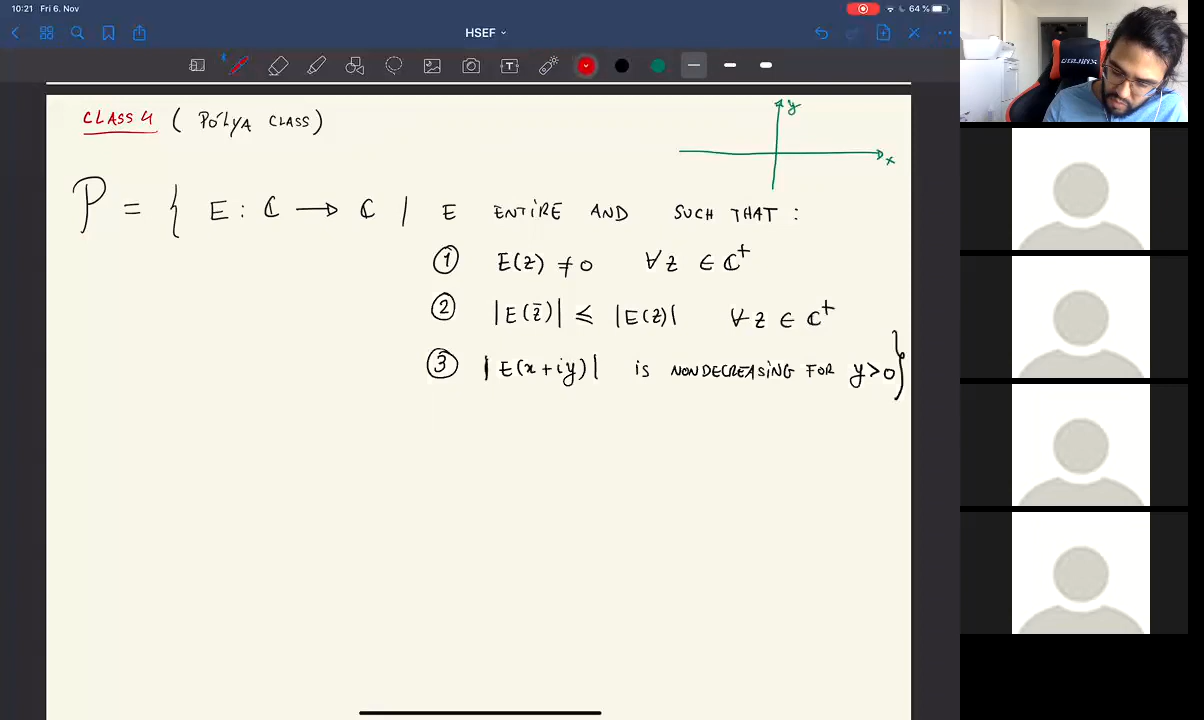 10:21 Fri 6. Nov 64 %
HSEF
CLASS 4 ( PÓLYA CLASS)
y
x
P = { E : ℂ ⟶ ℂ | E ENTIRE AND SUCH THAT :
① E(z) ≠ 0 ∀ z ∈ ℂ⁺
② |E(z̄)| ≤ |E(z)| ∀ z ∈ ℂ⁺
③ |E(x+iy)| is NONDECREASING FOR y>0}